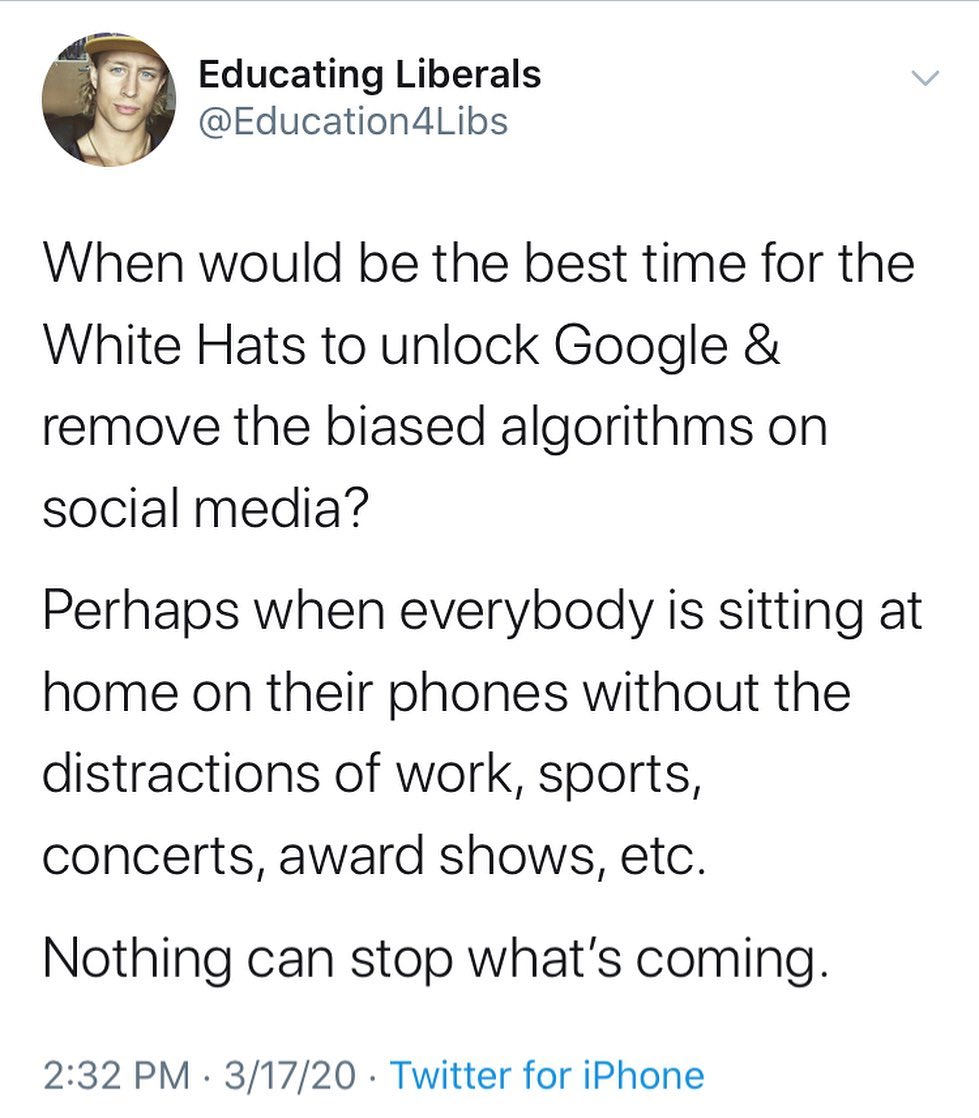 Educating Liberals
@Education4Libs
When would be the best time for the
White Hats to unlock Google &
remove the biased algorithms on
social media?
Perhaps when everybody is sitting at
home on their phones without the
distractions of work, sports,
concerts, award shows, etc.
Nothing can stop what’s coming.
2:32 PM · 3/17/20 · Twitter for iPhone